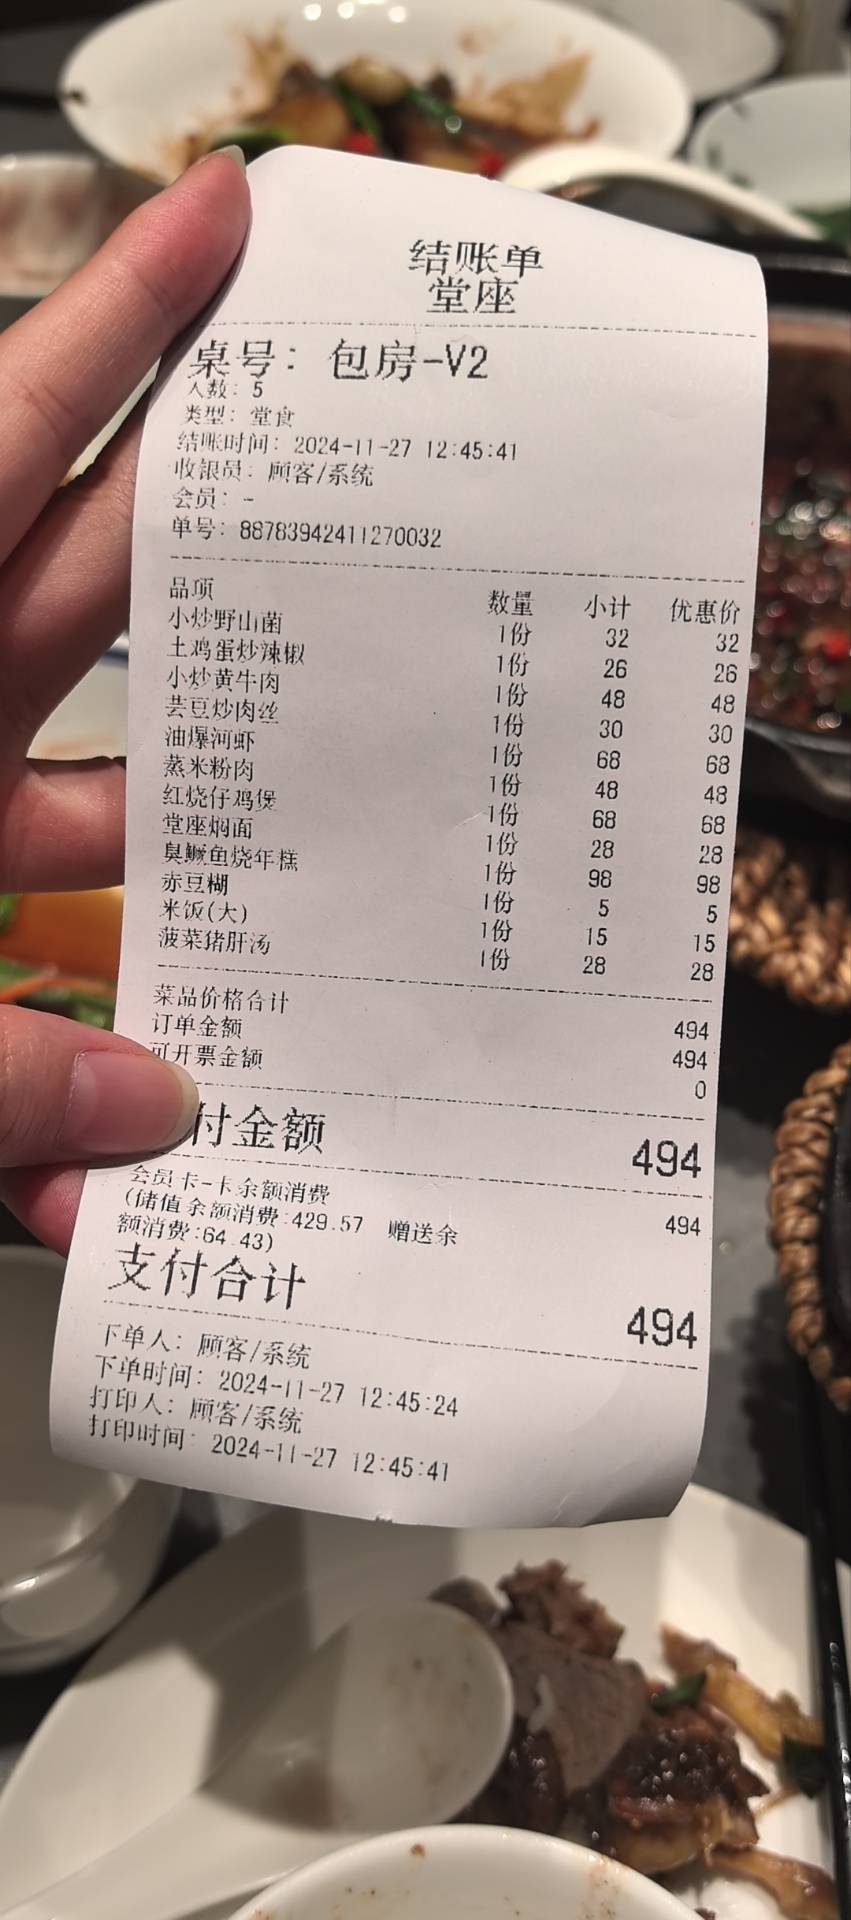 结账单
堂座
桌号： 包房-V2
人数： 5
类型： 堂食
结账时间： 2024-11-27 12:45:41
收银员： 顾客/系统
会员： -
单号： 88783942411270032
品项 数量 小计 优惠价
小炒野山菌 1份 32 32
土鸡蛋炒辣椒 1份 26 26
小炒黄牛肉 1份 48 48
芸豆炒肉丝 1份 30 30
油爆河虾 1份 68 68
蒸米粉肉 1份 48 48
红烧仔鸡煲 1份 68 68
堂座焖面 1份 28 28
臭鳜鱼烧年糕 1份 98 98
赤豆糊 1份 5 5
米饭(大) 1份 15 15
菠菜猪肝汤 1份 28 28
菜品价格合计 494
订单金额 494
可开票金额 0
付金额 494
会员卡-卡余额消费 494
(储值余额消费:429.57 赠送余
额消费:64.43)
支付合计 494
下单人： 顾客/系统
下单时间： 2024-11-27 12:45:24
打印人： 顾客/系统
打印时间： 2024-11-27 12:45:41